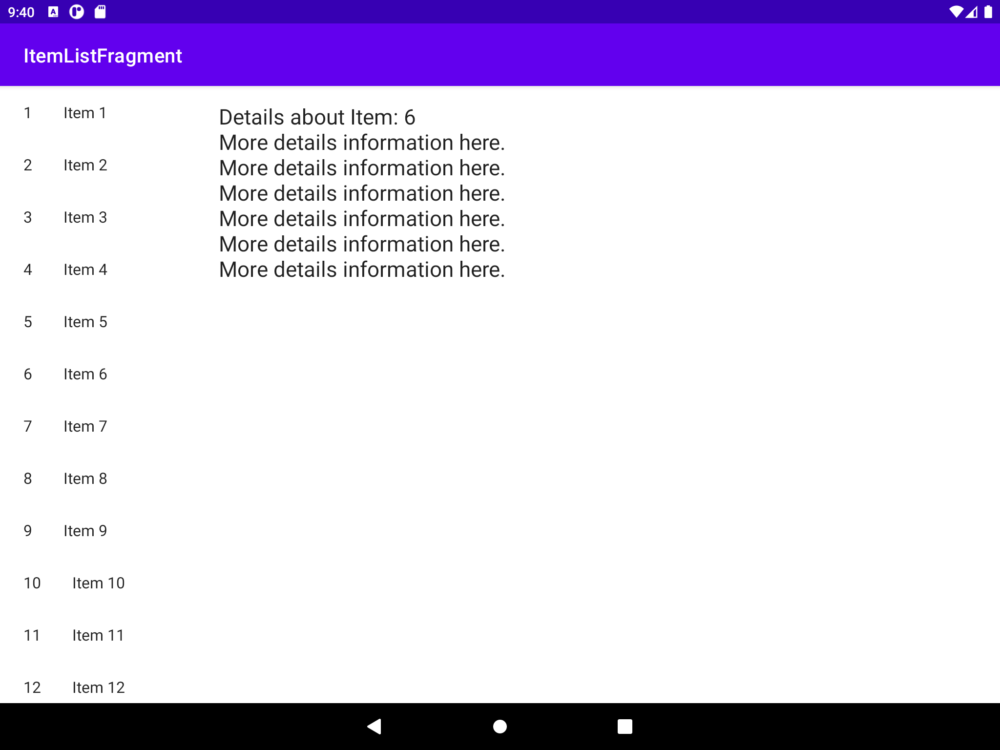 9:40
ItemListFragment
1 Item 1
2 Item 2
3 Item 3
4 Item 4
5 Item 5
6 Item 6
7 Item 7
8 Item 8
9 Item 9
10 Item 10
11 Item 11
12 Item 12
Details about Item: 6
More details information here.
More details information here.
More details information here.
More details information here.
More details information here.
More details information here.